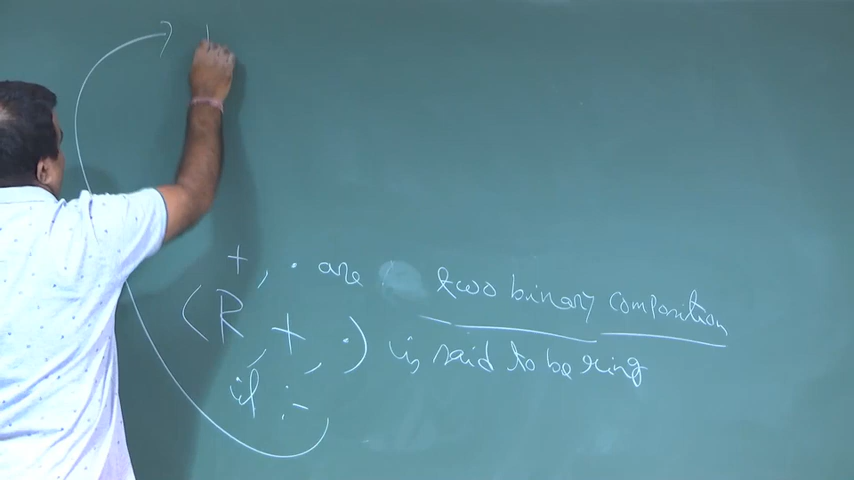 +, · are two binary composition
(R, +, ·) is said to be ring
if :-